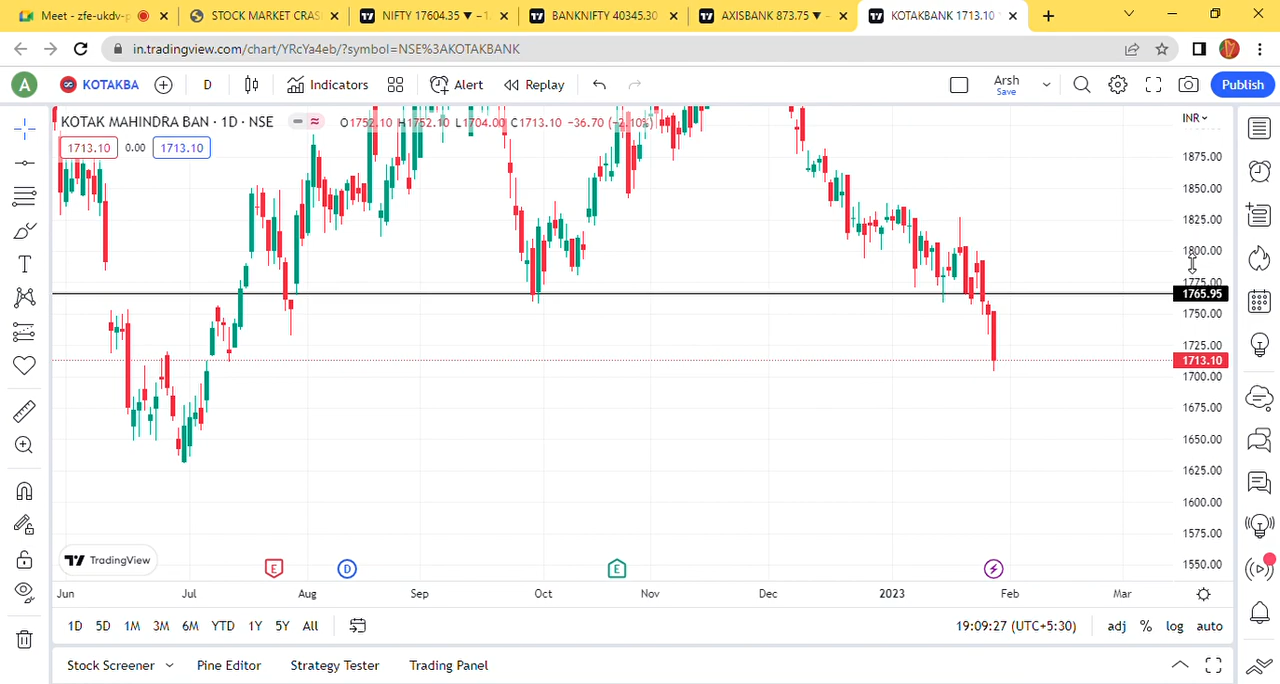 Meet - zfe-ukdv-p
STOCK MARKET CRAS
NIFTY 17604.35 ▼ −1.
BANKNIFTY 40345.30
AXISBANK 873.75 ▼ -
KOTAKBANK 1713.10
in.tradingview.com/chart/YRcYa4eb/?symbol=NSE%3AKOTAKBANK
A
KOTAKBA
D
Indicators
Alert
Replay
Arsh
Save
Publish
KOTAK MAHINDRA BAN · 1D · NSE
O1752.10 H1752.10 L1704.00 C1713.10 −36.70 (−2.10%)
INR
1713.10
0.00
1713.10
1875.00
1850.00
1825.00
1800.00
1775.00
1765.95
1750.00
1725.00
1713.10
1700.00
1675.00
1650.00
1625.00
1600.00
1575.00
1550.00
TradingView
E
D
E
Jun
Jul
Aug
Sep
Oct
Nov
Dec
2023
Feb
Mar
1D 5D 1M 3M 6M YTD 1Y 5Y All
19:09:27 (UTC+5:30)
adj % log auto
Stock Screener
Pine Editor
Strategy Tester
Trading Panel